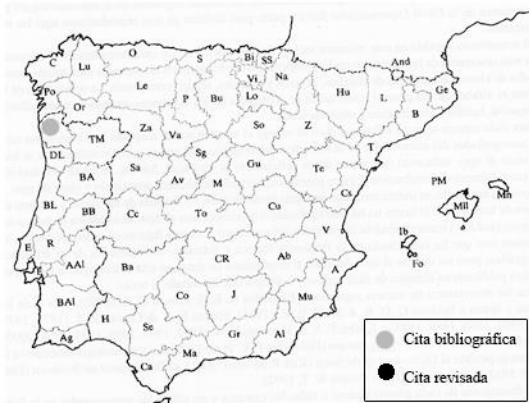 C
Lu
O
S
Bi
SS
Na
And
Po
Or
Le
P
Bu
Vi
Lo
Hu
L
Ge
B
TM
Za
Va
So
Z
T
DL
BA
Sa
Av
Sg
M
Gu
Te
Cs
BL
BB
Cc
To
Cu
V
PM
Mll
Mn
Ib
Fo
E
R
AAl
Ba
CR
Ab
A
BAl
H
Co
J
Mu
Ag
Se
Gr
Al
Ca
Ma
Cita bibliográfica
Cita revisada